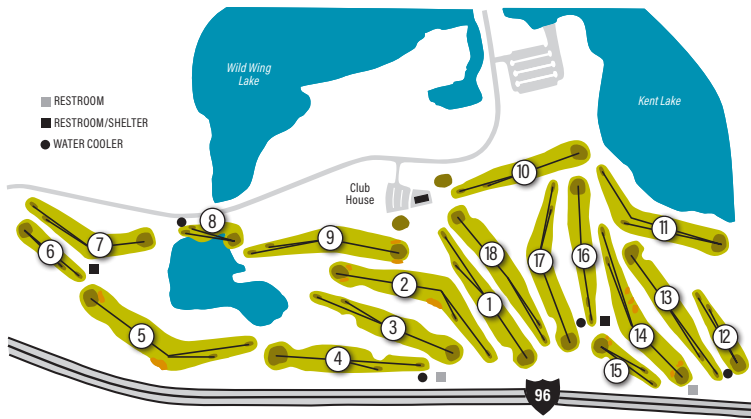 Wild Wing
Lake
Kent Lake
RESTROOM
RESTROOM/SHELTER
WATER COOLER
Club
House
10
8
7
6
9
18
17
16
11
2
1
13
5
3
4
14
12
15
96